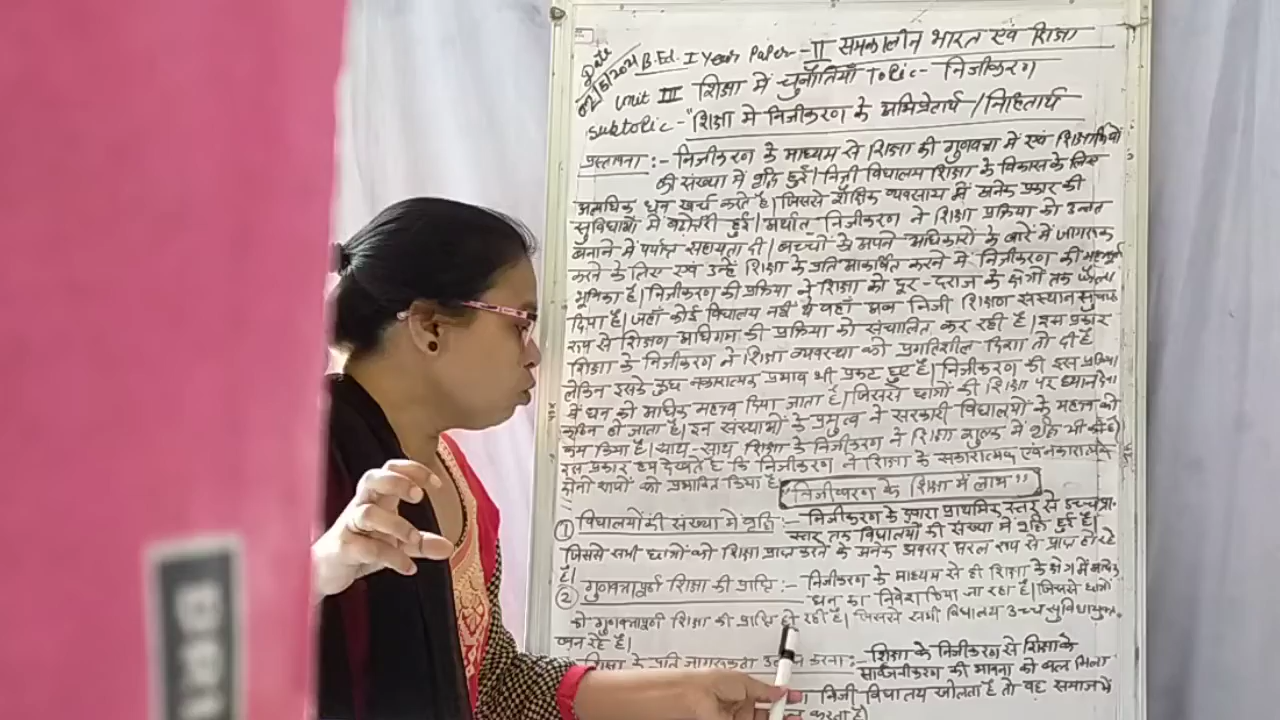 Date
B.Ed. I Year Paper - II समकालीन भारत एवं शिक्षा
Unit III शिक्षा में चुनौतियाँ Topic - निजीकरण
Subtopic - "शिक्षा में निजीकरण के अभिप्रेतार्थ / निहितार्थ
प्रस्तावना :- निजीकरण के माध्यम से शिक्षा की गुणवत्ता में एवं शिक्षार्थियों
की संख्या में वृद्धि हुई। निजी विद्यालय शिक्षा के विकास के लिए
अत्यधिक धन खर्च करते हैं। जिससे शैक्षिक व्यवसाय में अनेक प्रकार की
सुविधाओं में बढोत्तरी हुई। अर्थात् निजीकरण ने शिक्षा प्रक्रिया को उन्नत
बनाने में पर्याप्त सहायता दी। बच्चों को अपने अधिकारों के बारे में जागरूक
करने के लिए एवं उन्हें शिक्षा के प्रति आकर्षित करने में निजीकरण की महत्वपूर्ण
भूमिका है। निजीकरण की प्रक्रिया ने शिक्षा को दूर-दराज के क्षेत्रों तक फैला
दिया है। जहाँ कोई विद्यालय नहीं थे वहाँ अब निजी शिक्षण संस्थान सुचारू
रूप से शिक्षण अधिगम की प्रक्रिया को संचालित कर रही है। इस प्रकार
शिक्षा के निजीकरण ने शिक्षा व्यवस्था को प्रगतिशील दिशा तो दी है
लेकिन इसके कुछ नकारात्मक प्रभाव भी प्रकट हुए हैं। निजीकरण की इस प्रक्रिया
में धन को अधिक महत्व दिया जाता है। जिससे छात्रों की शिक्षा पर ध्यान देना
कठिन हो जाता है। इन संस्थाओं के प्रभुत्व ने सरकारी विद्यालयों के महत्व को
कम किया है। साथ-साथ शिक्षा के निजीकरण ने शिक्षा शुल्क में वृद्धि भी की है।
इस प्रकार हम देखते हैं कि निजीकरण ने शिक्षा के सकारात्मक एवं नकारात्मक
दोनों रूपों को प्रभावित किया है।
"निजीकरण के शिक्षा में लाभ"
① विद्यालयों की संख्या में वृद्धि :- निजीकरण के द्वारा प्राथमिक स्तर से उच्चतर
स्तर तक विद्यालयों की संख्या में वृद्धि हुई है।
जिससे सभी छात्रों को शिक्षा प्राप्त करने के अनेक अवसर सरल रूप से प्राप्त हो रहे
हैं।
② गुणवत्तापूर्ण शिक्षा की प्राप्ति :- निजीकरण के माध्यम से ही शिक्षा के क्षेत्र में
धन का निवेश किया जा रहा है। जिससे छात्रों
को गुणवत्तापूर्ण शिक्षा की प्राप्ति हो रही है। जिससे सभी विद्यालय उच्च सुविधायुक्त
बन रहे हैं।
शिक्षा के प्रति जागरूकता करना :- शिक्षा के निजीकरण से शिक्षा के
सार्वजनीकरण की भावना को बल मिला
निजी विद्यालय खोलता है तो वह समाज में
करता है।